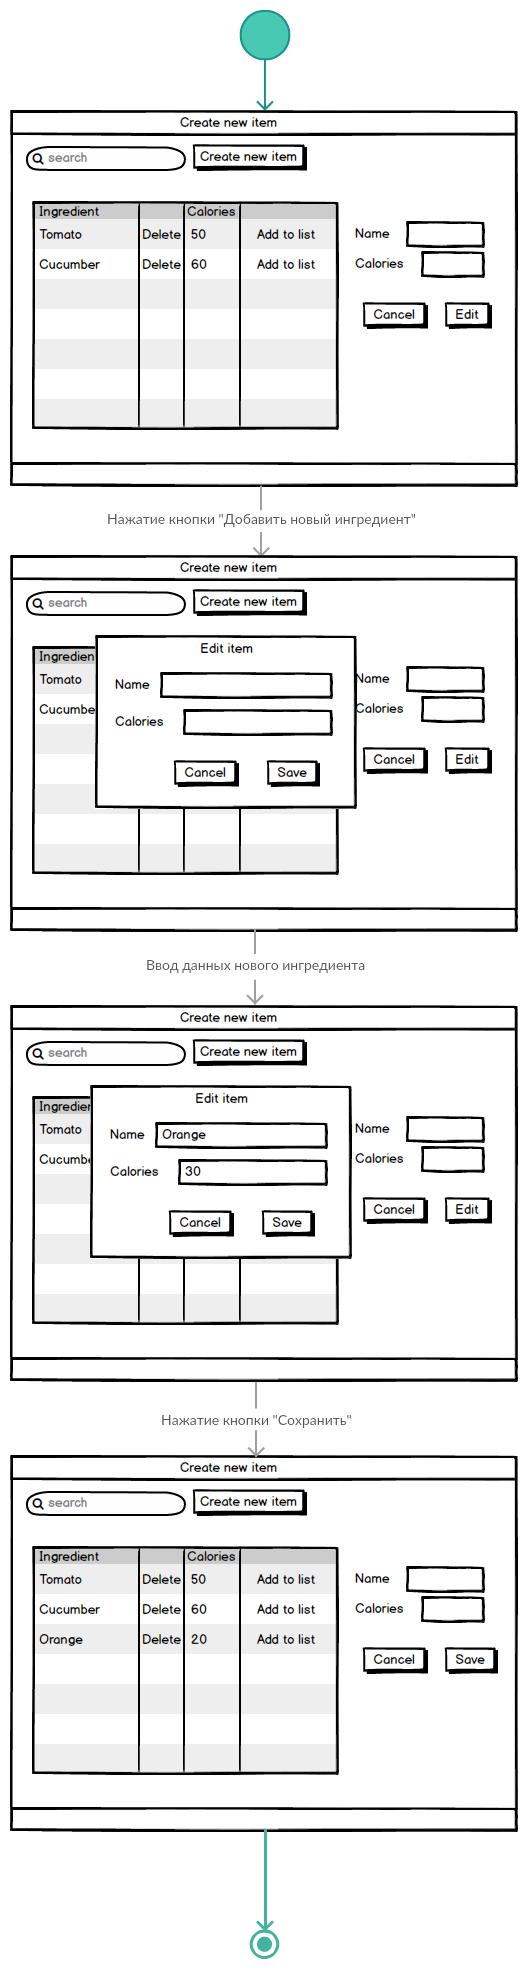 Create new item
search
Create new item
Ingredient Calories
Tomato Delete 50 Add to list
Name
Cucumber Delete 60 Add to list
Calories
Cancel Edit
Нажатие кнопки "Добавить новый ингредиент"
Create new item
search
Create new item
Ingredien
Edit item
Tomato
Name
Name
Cucumbe
Calories
Calories
Cancel Save
Cancel Edit
Ввод данных нового ингредиента
Create new item
search
Create new item
Ingredien
Edit item
Tomato
Name Orange
Name
Cucumbe
Calories 30
Calories
Cancel Save
Cancel Edit
Нажатие кнопки "Сохранить"
Create new item
search
Create new item
Ingredient Calories
Tomato Delete 50 Add to list
Name
Cucumber Delete 60 Add to list
Calories
Orange Delete 20 Add to list
Cancel Save